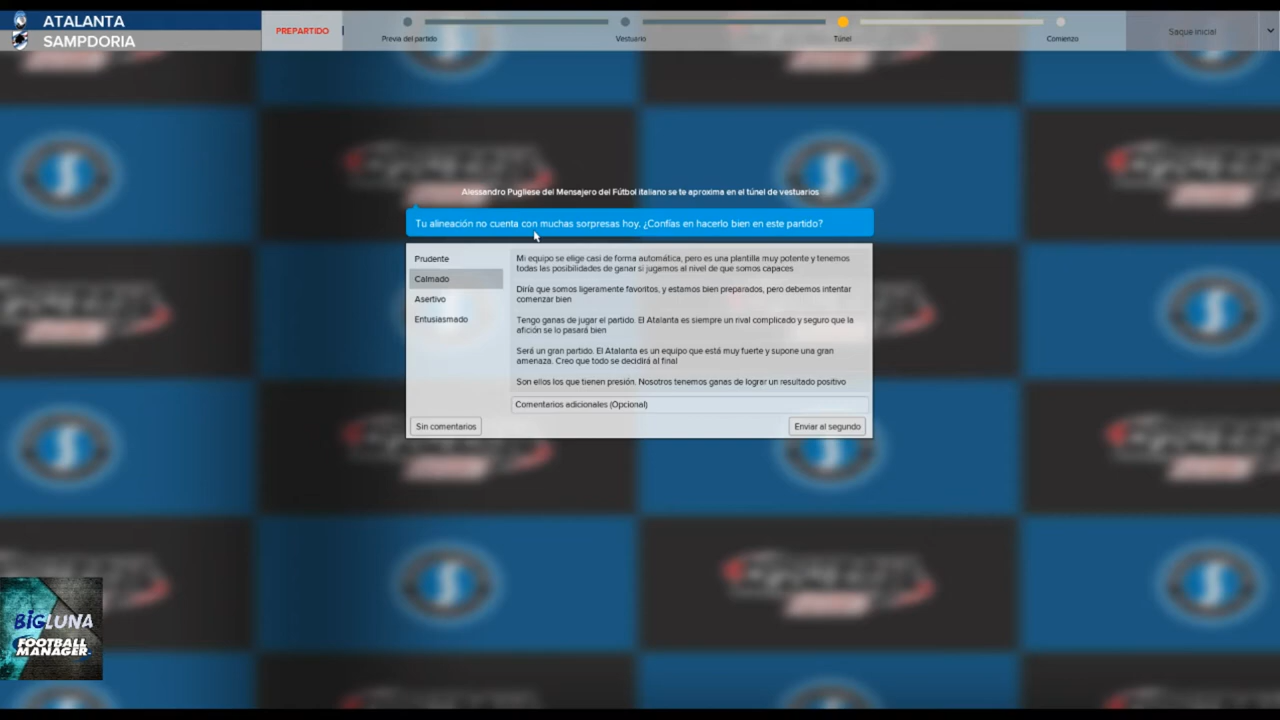 ATALANTA
SAMPDORIA
PREPARTIDO
Previa del partido
Vestuario
Túnel
Comienzo
Saque inicial
Alessandro Pugliese del Mensajero del Fútbol italiano se te aproxima en el túnel de vestuarios
Tu alineación no cuenta con muchas sorpresas hoy. ¿Confías en hacerlo bien en este partido?
Prudente
Calmado
Asertivo
Entusiasmado
Mi equipo se elige casi de forma automática, pero es una plantilla muy potente y tenemos
todas las posibilidades de ganar si jugamos al nivel de que somos capaces
Diría que somos ligeramente favoritos, y estamos bien preparados, pero debemos intentar
comenzar bien
Tengo ganas de jugar el partido. El Atalanta es siempre un rival complicado y seguro que la
afición se lo pasará bien
Será un gran partido. El Atalanta es un equipo que está muy fuerte y supone una gran
amenaza. Creo que todo se decidirá al final
Son ellos los que tienen presión. Nosotros tenemos ganas de lograr un resultado positivo
Comentarios adicionales (Opcional)
Sin comentarios
Enviar al segundo
BIGLUNA
FOOTBALL
MANAGER